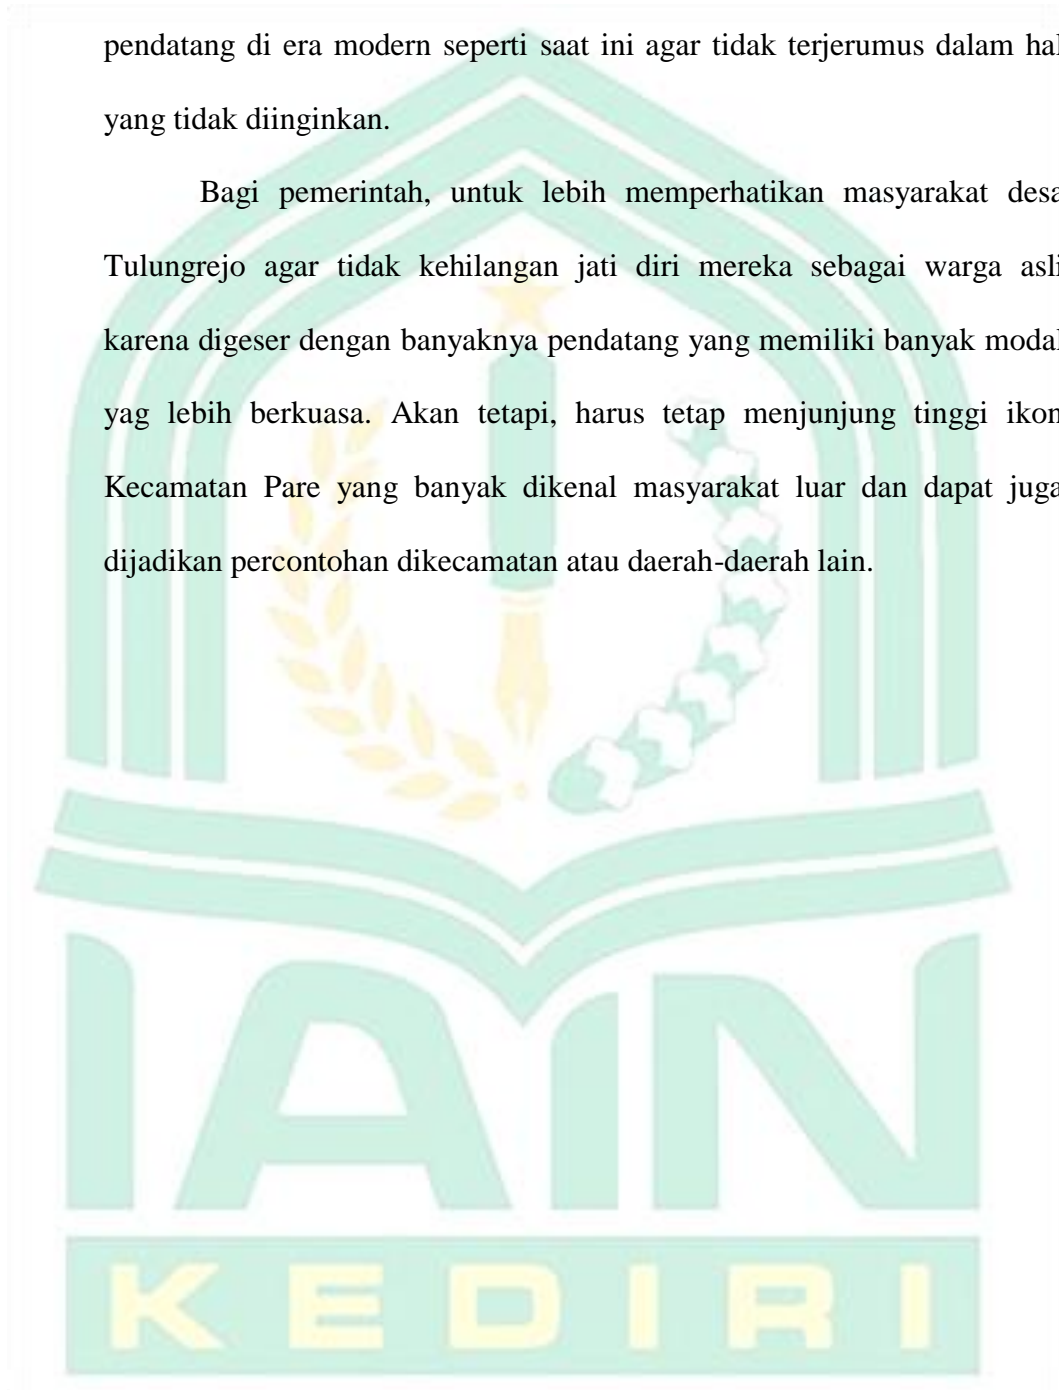 pendatang di era modern seperti saat ini agar tidak terjerumus dalam hal
yang tidak diinginkan.
Bagi pemerintah, untuk lebih memperhatikan masyarakat desa
Tulungrejo agar tidak kehilangan jati diri mereka sebagai warga asli
karena digeser dengan banyaknya pendatang yang memiliki banyak modal
yag lebih berkuasa. Akan tetapi, harus tetap menjunjung tinggi ikon
Kecamatan Pare yang banyak dikenal masyarakat luar dan dapat juga
dijadikan percontohan dikecamatan atau daerah-daerah lain.
IAIN
KEDIRI